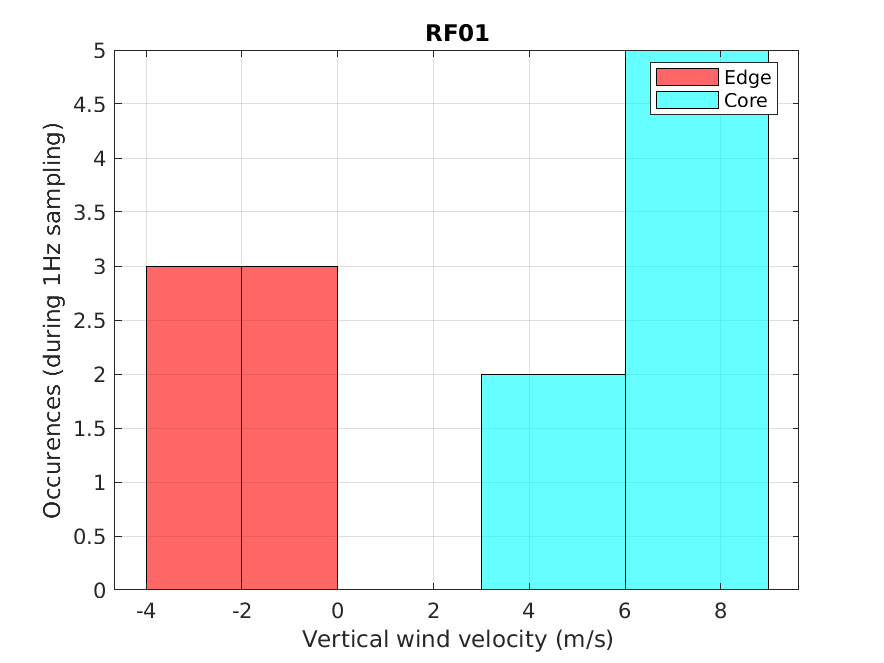 RF01
5
4.5
4
3.5
3
2.5
2
1.5
1
0.5
0
Occurences (during 1Hz sampling)
Edge
Core
-4 -2 0 2 4 6 8
Vertical wind velocity (m/s)